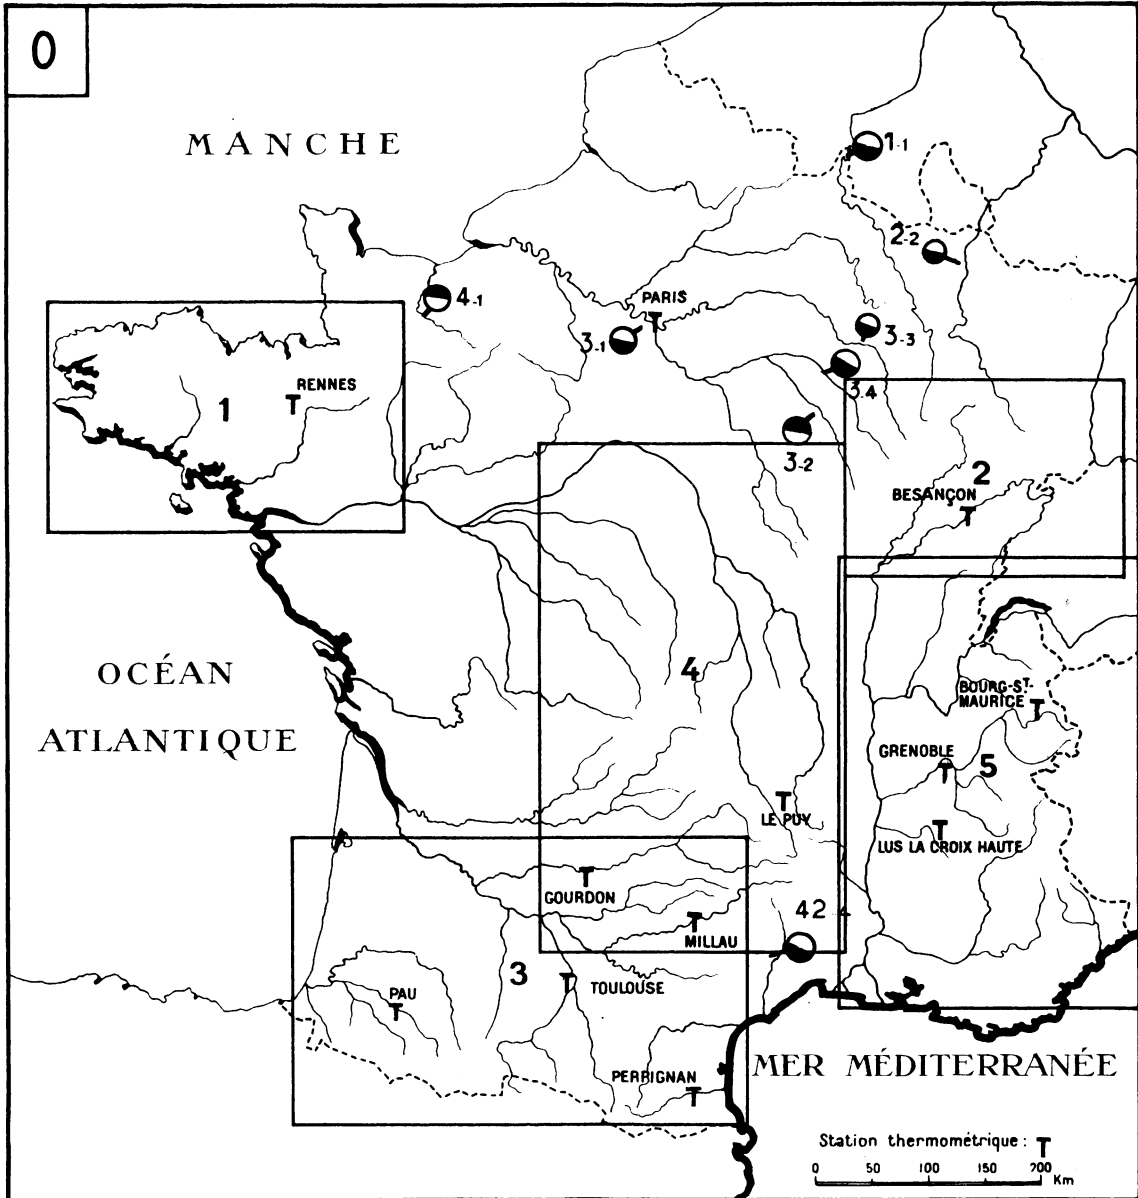 0
MANCHE
1-1
2-2
4-1
PARIS
3-1
3-3
3.4
RENNES
1
3-2
2
BESANÇON
OCÉAN
ATLANTIQUE
4
BOURG-ST-
MAURICE
GRENOBLE
5
LE PUY
LUS LA CROIX HAUTE
GOURDON
42
MILLAU
3
TOULOUSE
PAU
MER MÉDITERRANÉE
PERPIGNAN
Station thermométrique : T
0 50 100 150 200
Km